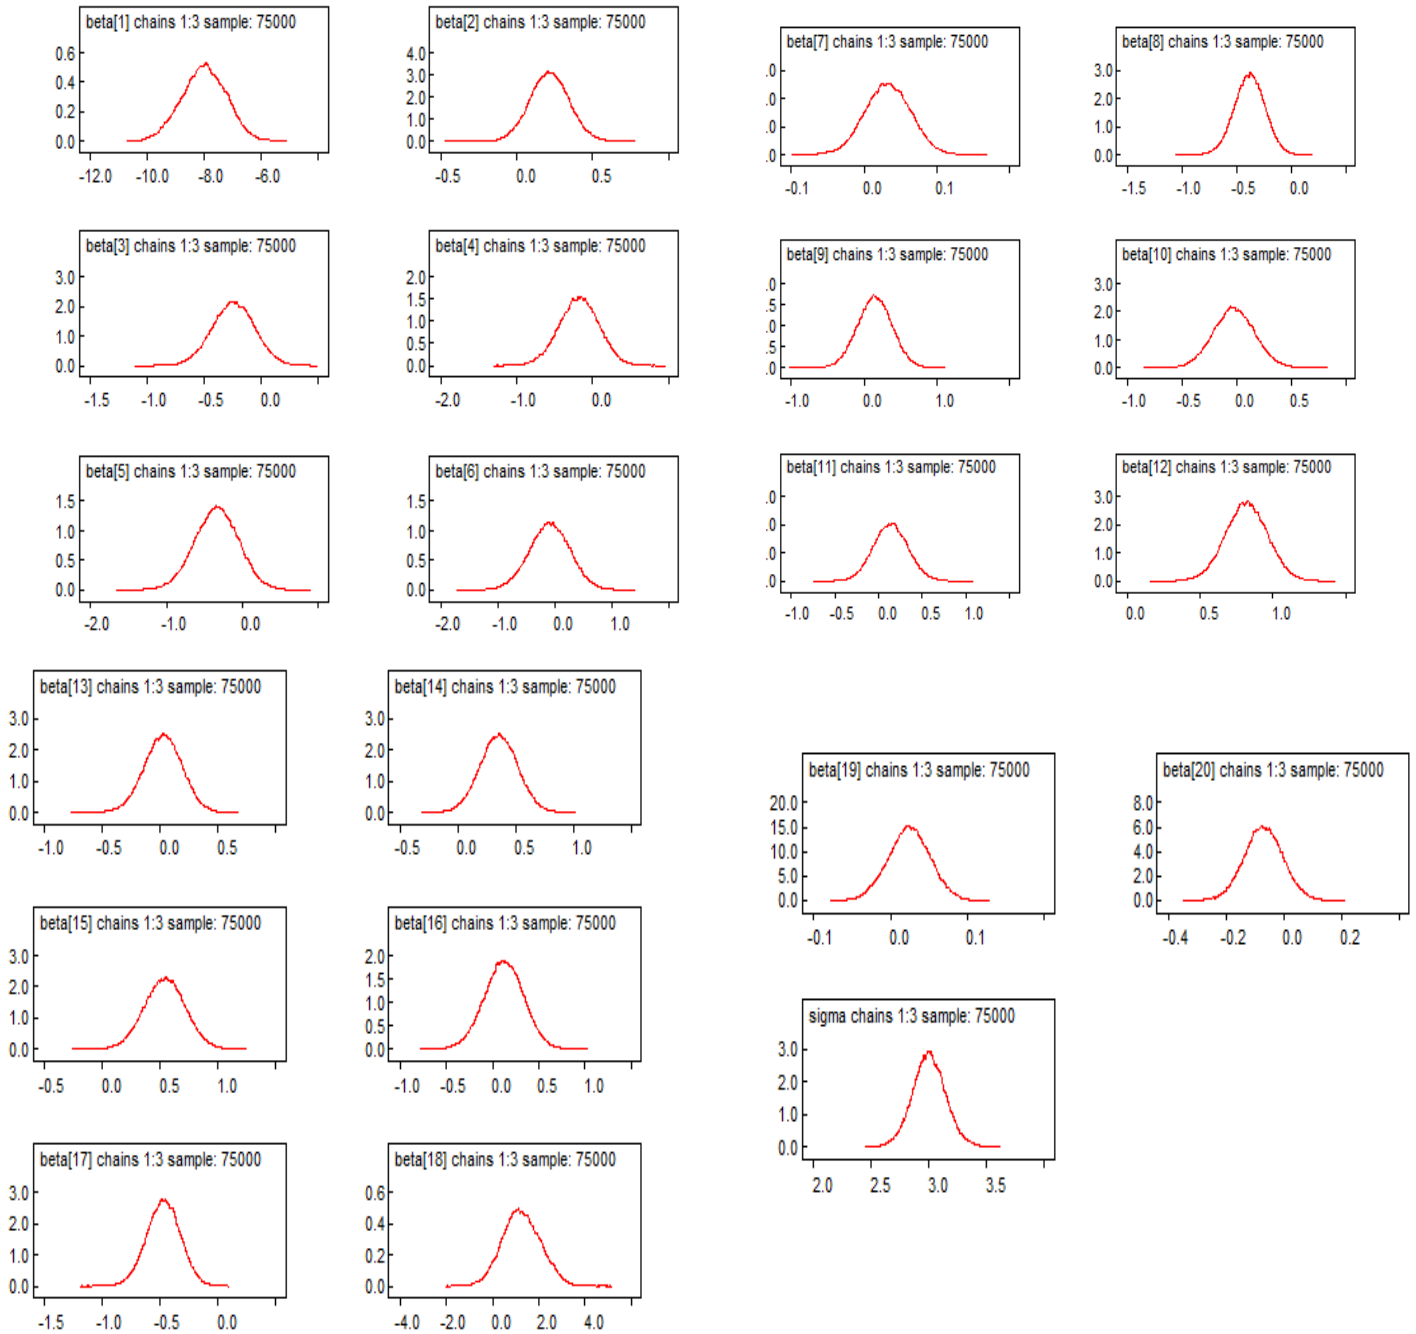 beta[1] chains 1:3 sample: 75000
0.6
0.4
0.2
0.0
-12.0 -10.0 -8.0 -6.0
beta[2] chains 1:3 sample: 75000
4.0
3.0
2.0
1.0
0.0
-0.5 0.0 0.5
beta[7] chains 1:3 sample: 75000
.0
.0
.0
.0
-0.1 0.0 0.1
beta[8] chains 1:3 sample: 75000
3.0
2.0
1.0
0.0
-1.5 -1.0 -0.5 0.0
beta[3] chains 1:3 sample: 75000
3.0
2.0
1.0
0.0
-1.5 -1.0 -0.5 0.0
beta[4] chains 1:3 sample: 75000
2.0
1.5
1.0
0.5
0.0
-2.0 -1.0 0.0
beta[9] chains 1:3 sample: 75000
.0
.5
.0
.5
.0
-1.0 0.0 1.0
beta[10] chains 1:3 sample: 75000
3.0
2.0
1.0
0.0
-1.0 -0.5 0.0 0.5
beta[5] chains 1:3 sample: 75000
1.5
1.0
0.5
0.0
-2.0 -1.0 0.0
beta[6] chains 1:3 sample: 75000
1.5
1.0
0.5
0.0
-2.0 -1.0 0.0 1.0
beta[11] chains 1:3 sample: 75000
.0
.0
.0
.0
-1.0 -0.5 0.0 0.5 1.0
beta[12] chains 1:3 sample: 75000
3.0
2.0
1.0
0.0
0.0 0.5 1.0
beta[13] chains 1:3 sample: 75000
3.0
2.0
1.0
0.0
-1.0 -0.5 0.0 0.5
beta[14] chains 1:3 sample: 75000
3.0
2.0
1.0
0.0
-0.5 0.0 0.5 1.0
beta[19] chains 1:3 sample: 75000
20.0
15.0
10.0
5.0
0.0
-0.1 0.0 0.1
beta[20] chains 1:3 sample: 75000
8.0
6.0
4.0
2.0
0.0
-0.4 -0.2 0.0 0.2
beta[15] chains 1:3 sample: 75000
3.0
2.0
1.0
0.0
-0.5 0.0 0.5 1.0
beta[16] chains 1:3 sample: 75000
2.0
1.5
1.0
0.5
0.0
-1.0 -0.5 0.0 0.5 1.0
sigma chains 1:3 sample: 75000
3.0
2.0
1.0
0.0
2.0 2.5 3.0 3.5
beta[17] chains 1:3 sample: 75000
3.0
2.0
1.0
0.0
-1.5 -1.0 -0.5 0.0
beta[18] chains 1:3 sample: 75000
0.6
0.4
0.2
0.0
-4.0 -2.0 0.0 2.0 4.0